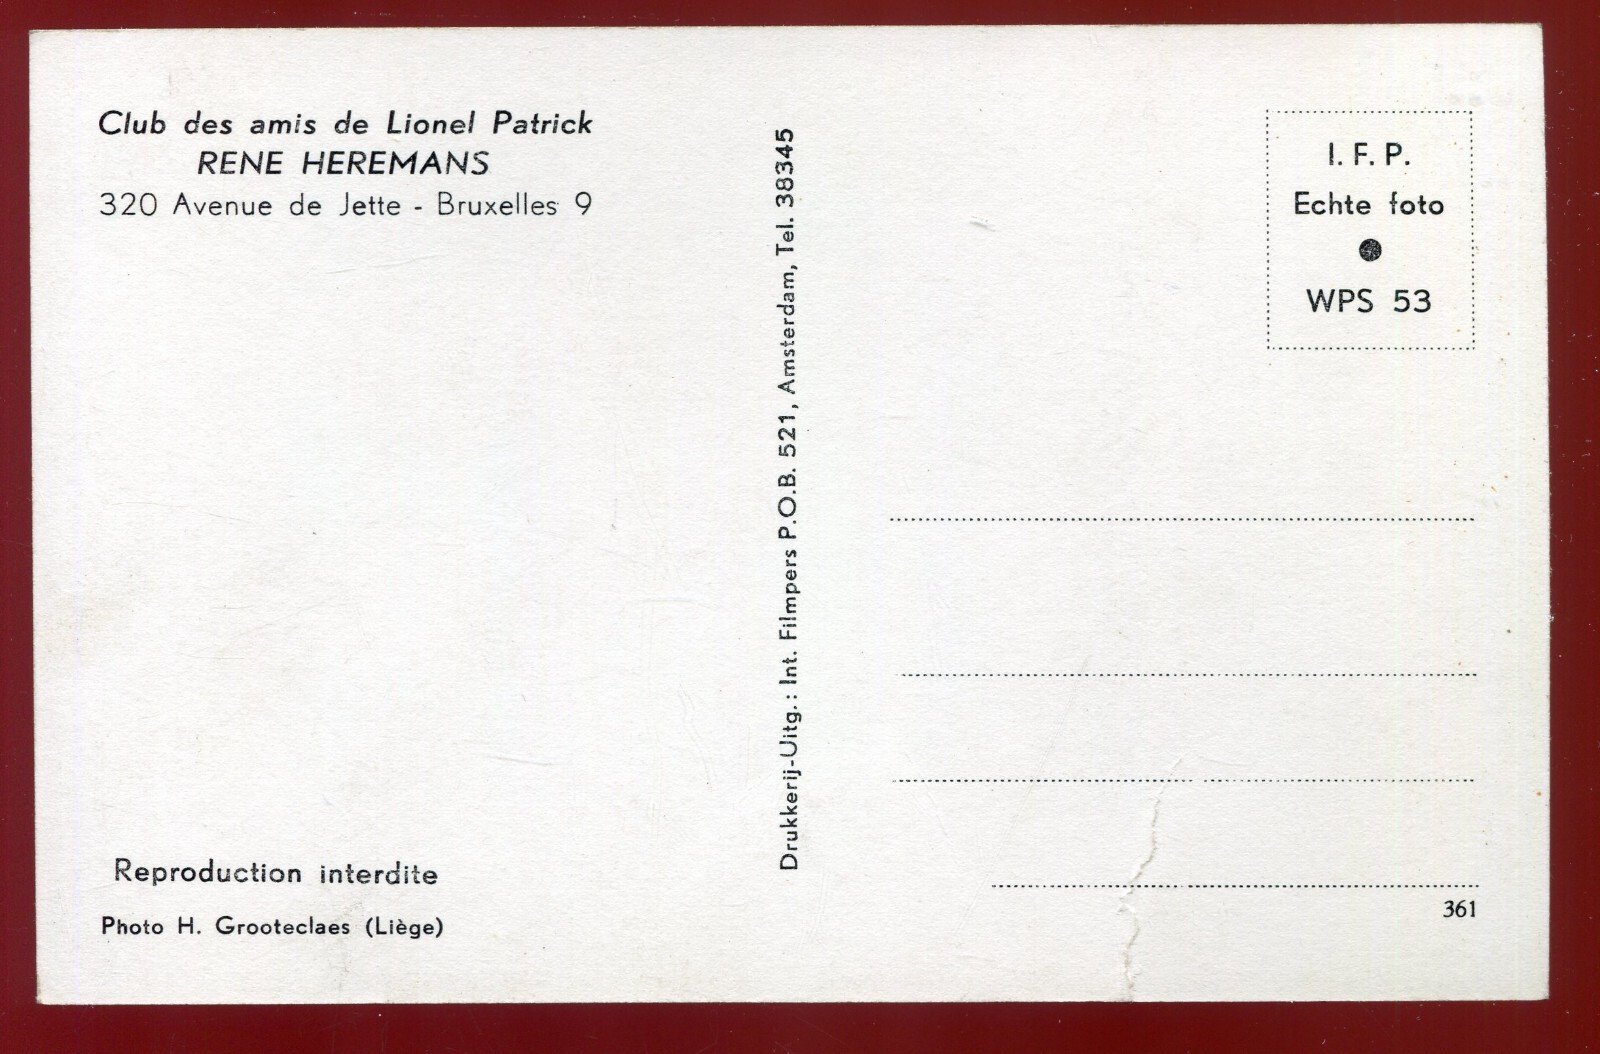 Club des amis de Lionel Patrick
RENE HEREMANS
320 Avenue de Jette - Bruxelles 9
Reproduction interdite
Photo H. Grooteclaes (Liège)
Drukkerij-Uitg. : Int. Filmpers P.O.B. 521, Amsterdam, Tel. 38345
I. F. P.
Echte foto
WPS 53
361